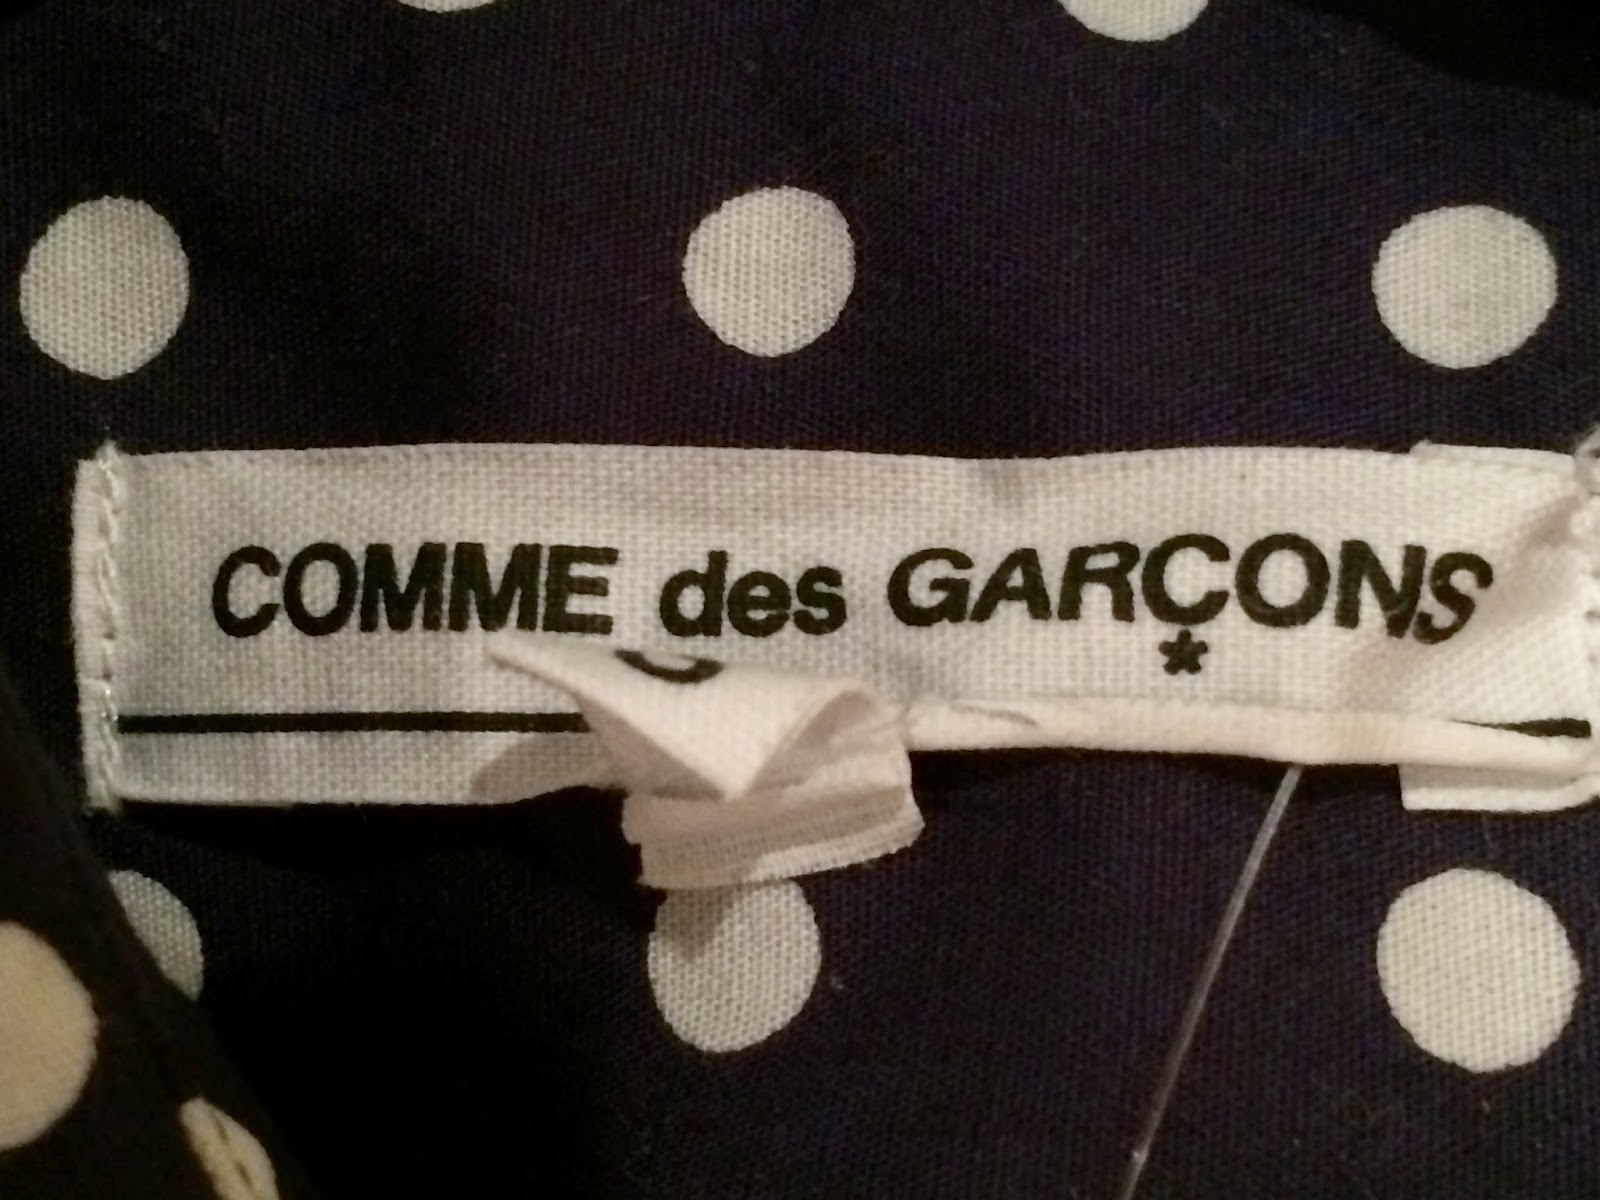 COMME des GARÇONS
*